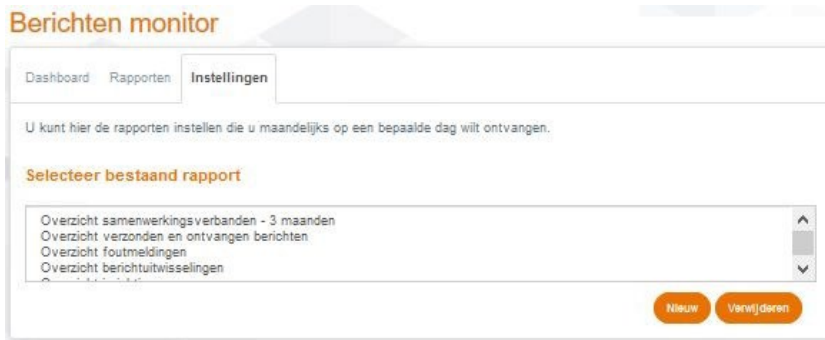 Berichten monitor
Dashboard Rapporten Instellingen
U kunt hier de rapporten instellen die u maandelijks op een bepaalde dag wilt ontvangen.
Selecteer bestaand rapport
Overzicht samenwerkingsverbanden - 3 maanden
Overzicht verzonden en ontvangen berichten
Overzicht foutmeldingen
Overzicht berichtuitwisselingen
Nieuw Verwijderen